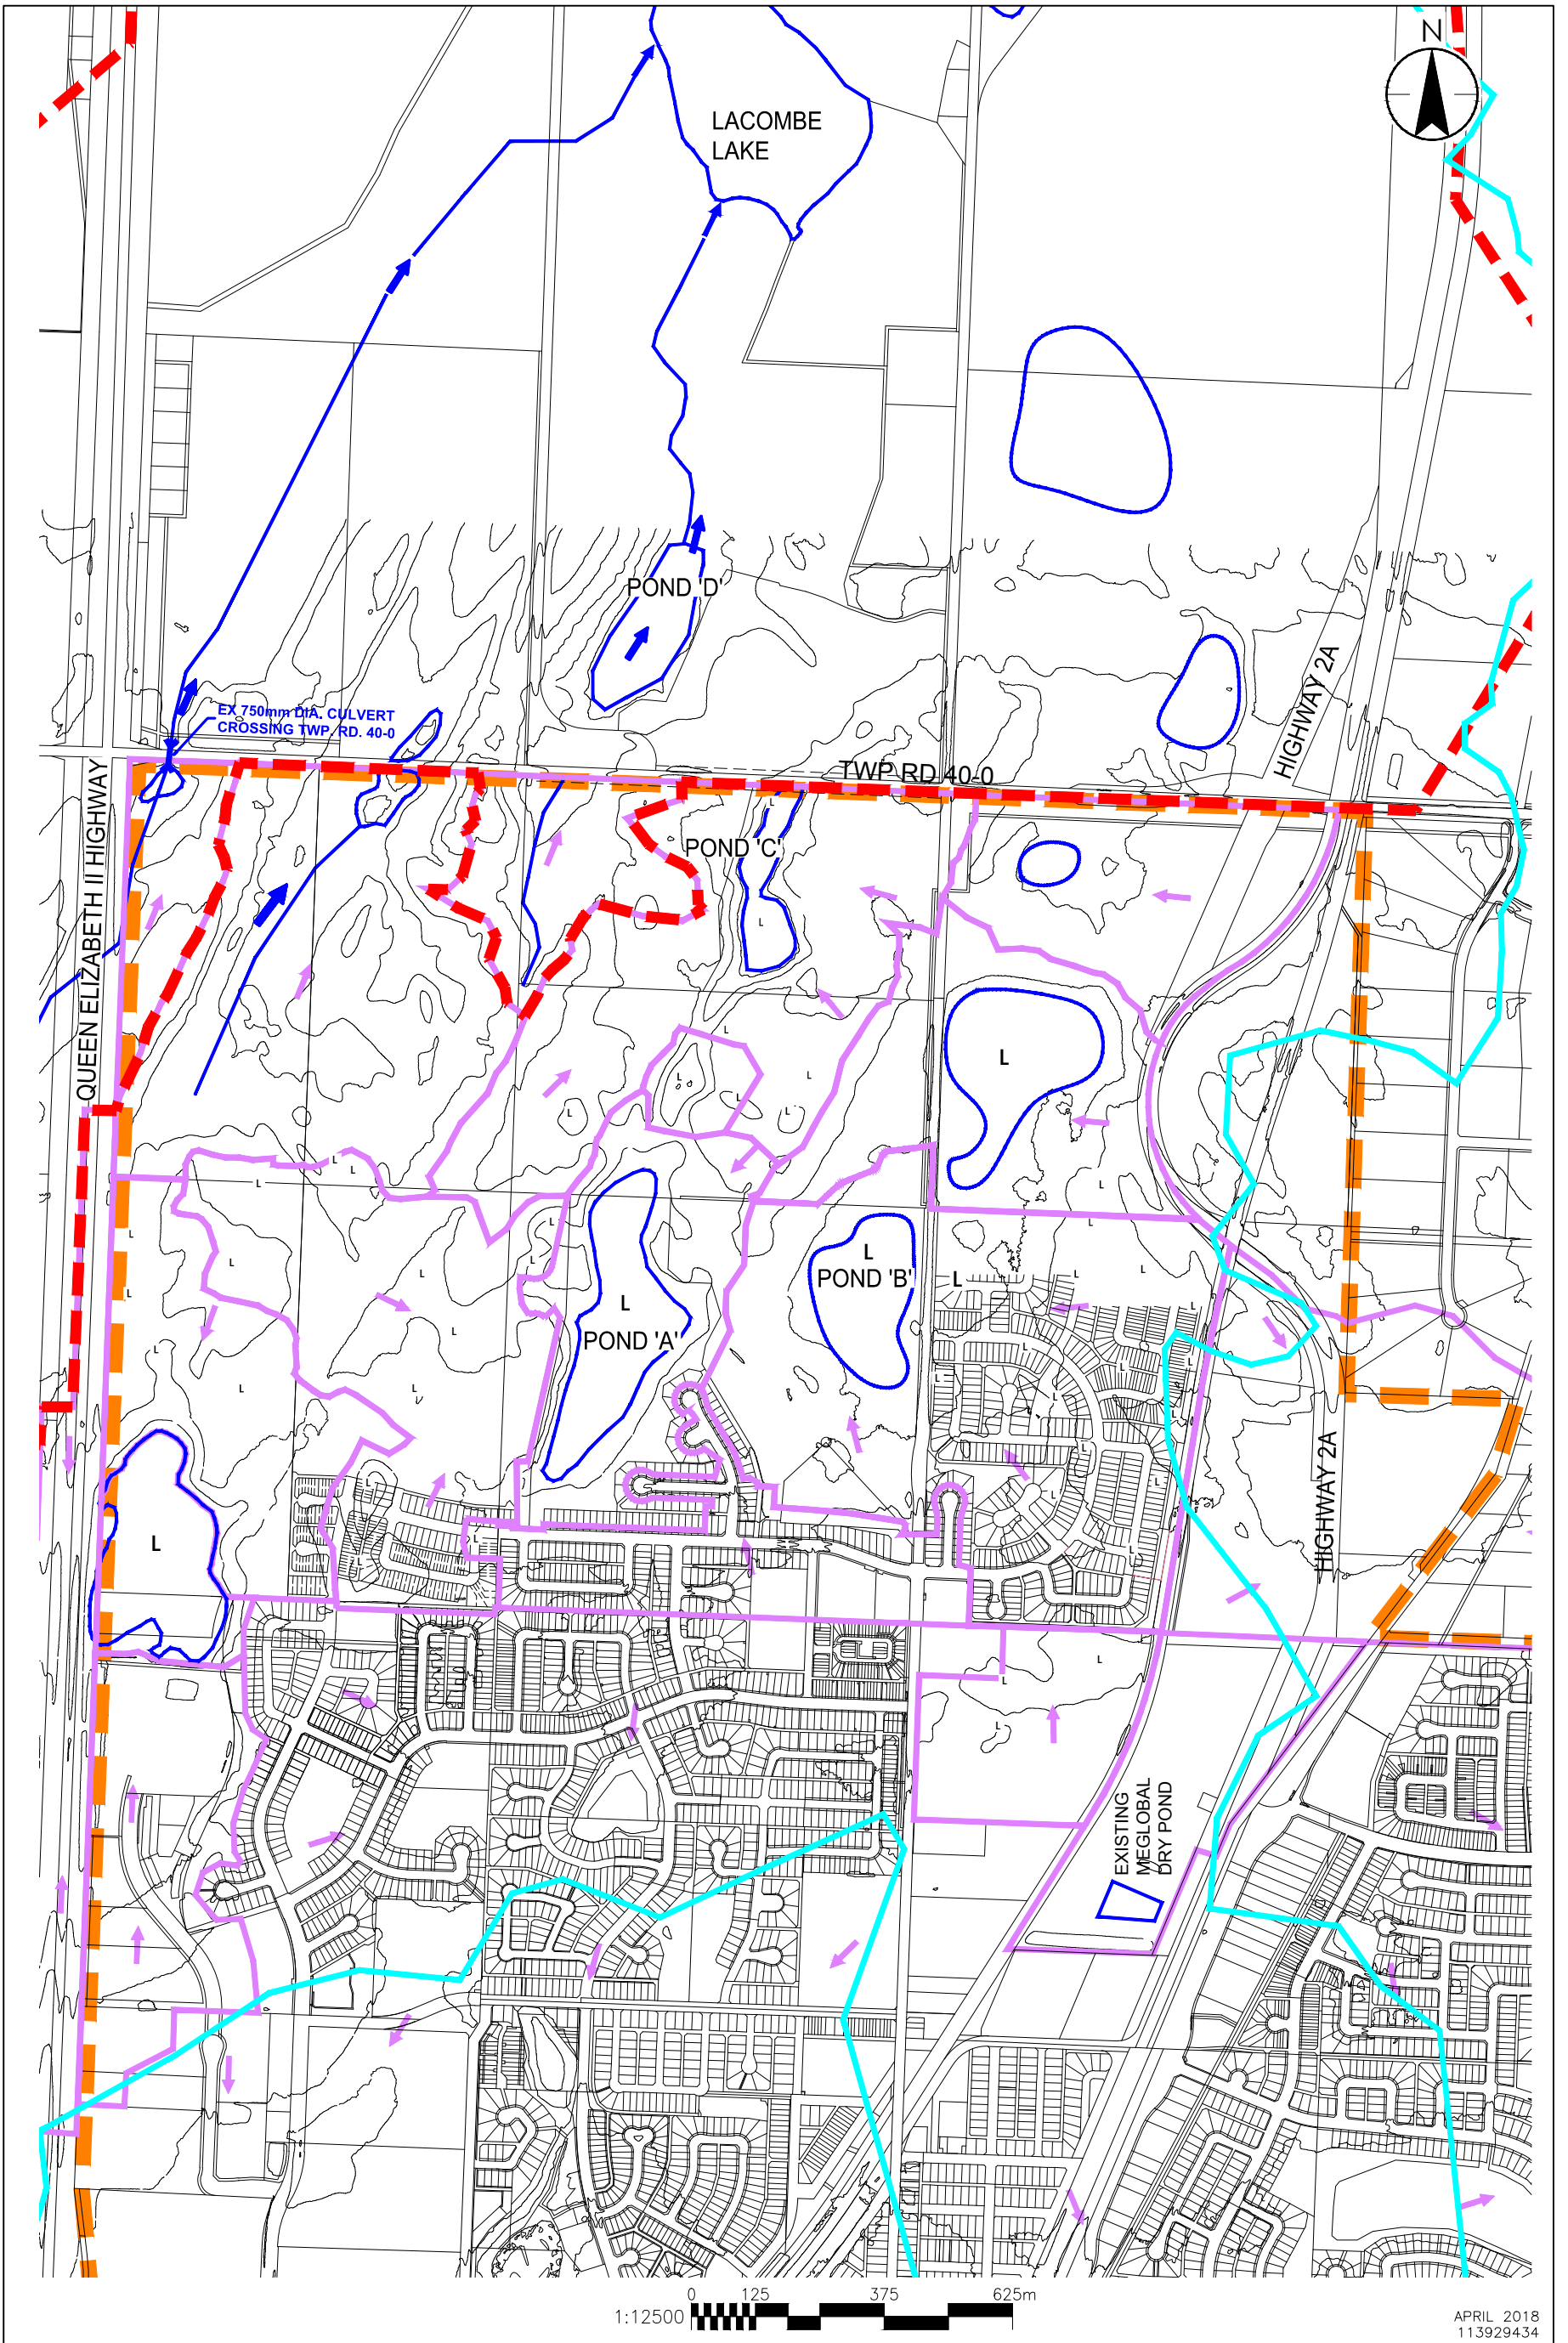 N
LACOMBE
LAKE
POND 'D'
HIGHWAY 2A
EX 750mm DIA. CULVERT
CROSSING TWP. RD. 40-0
TWP RD 40-0
QUEEN ELIZABETH II HIGHWAY
POND 'C'
L
L
POND 'B'
L
L
POND 'A'
HIGHWAY 2A
L
EXISTING
MEGLOBAL
DRY POND
0 125 375 625m
1:12500
APRIL 2018
113929434